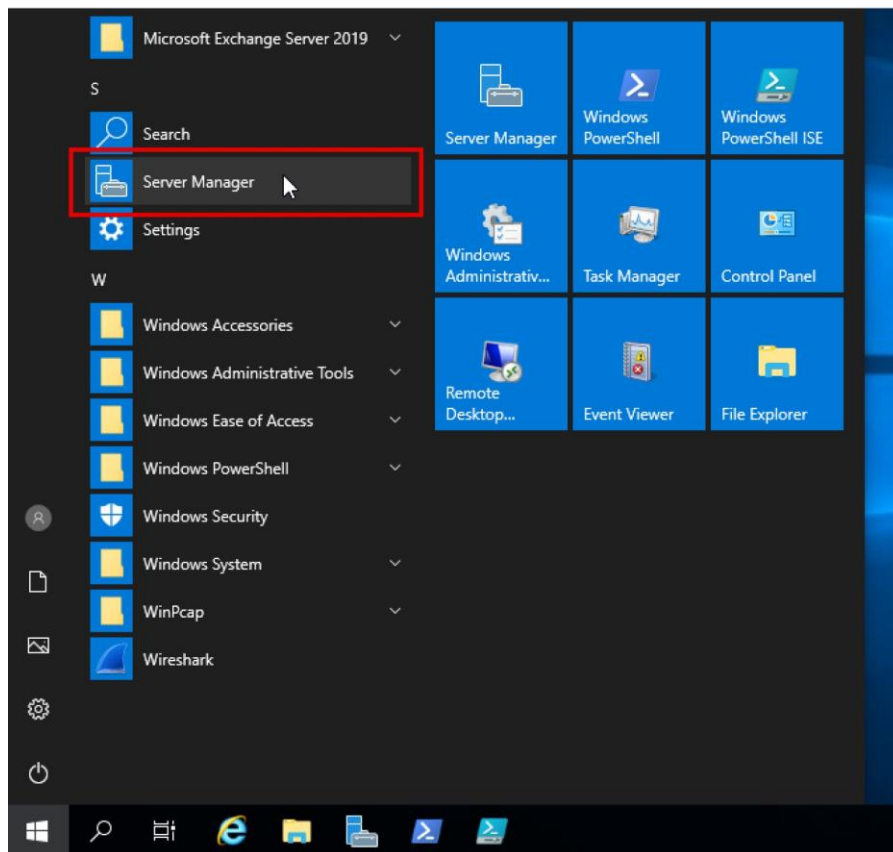 Microsoft Exchange Server 2019
S
Search
Server Manager
Settings
W
Windows Accessories
Windows Administrative Tools
Windows Ease of Access
Windows PowerShell
Windows Security
Windows System
WinPcap
Wireshark
Server Manager
Windows
PowerShell
Windows
PowerShell ISE
Windows
Administrativ...
Task Manager
Control Panel
Remote
Desktop...
Event Viewer
File Explorer